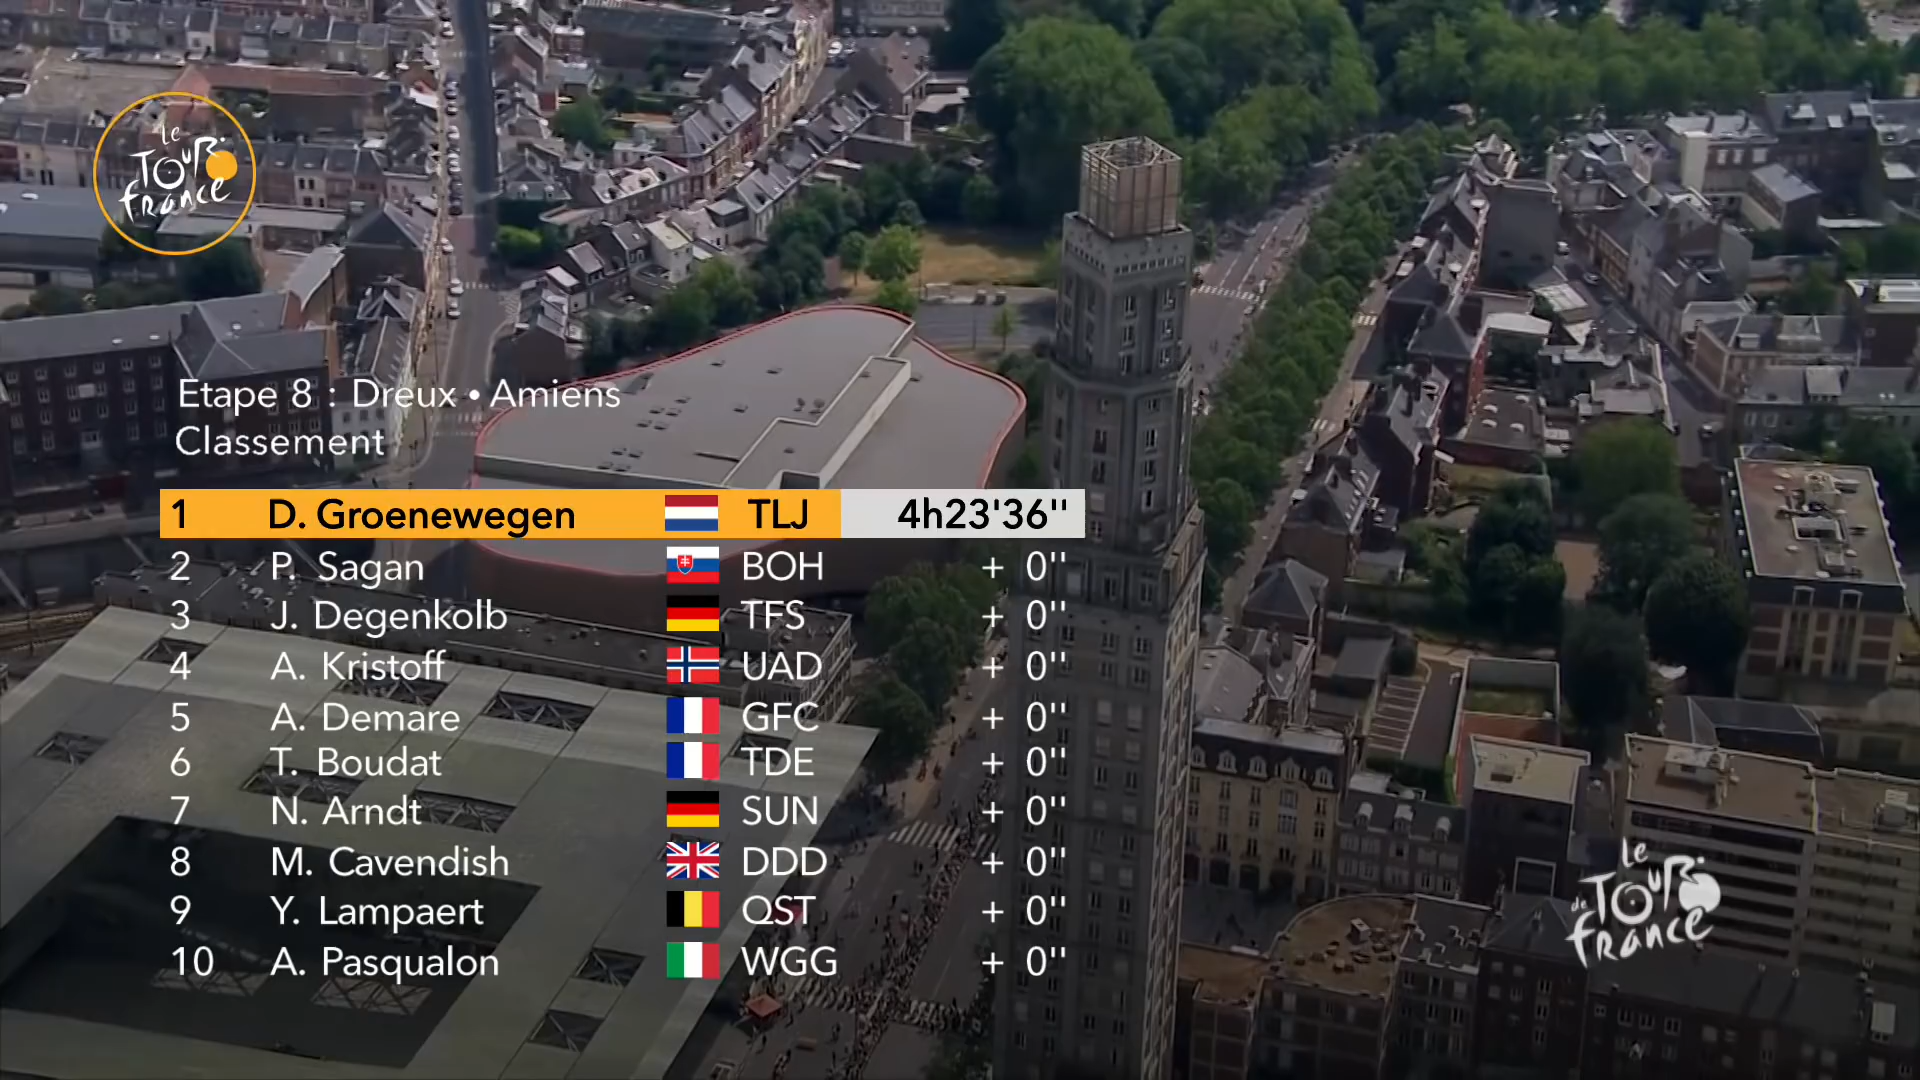 Le
TOUR
de
France
Etape 8 : Dreux • Amiens
Classement
1 D. Groenewegen TLJ 4h23'36''
2 P. Sagan BOH + 0''
3 J. Degenkolb TFS + 0''
4 A. Kristoff UAD + 0''
5 A. Demare GFC + 0''
6 T. Boudat TDE + 0''
7 N. Arndt SUN + 0''
8 M. Cavendish DDD + 0''
9 Y. Lampaert QST + 0''
10 A. Pasqualon WGG + 0''
Le
TOUR
de
France